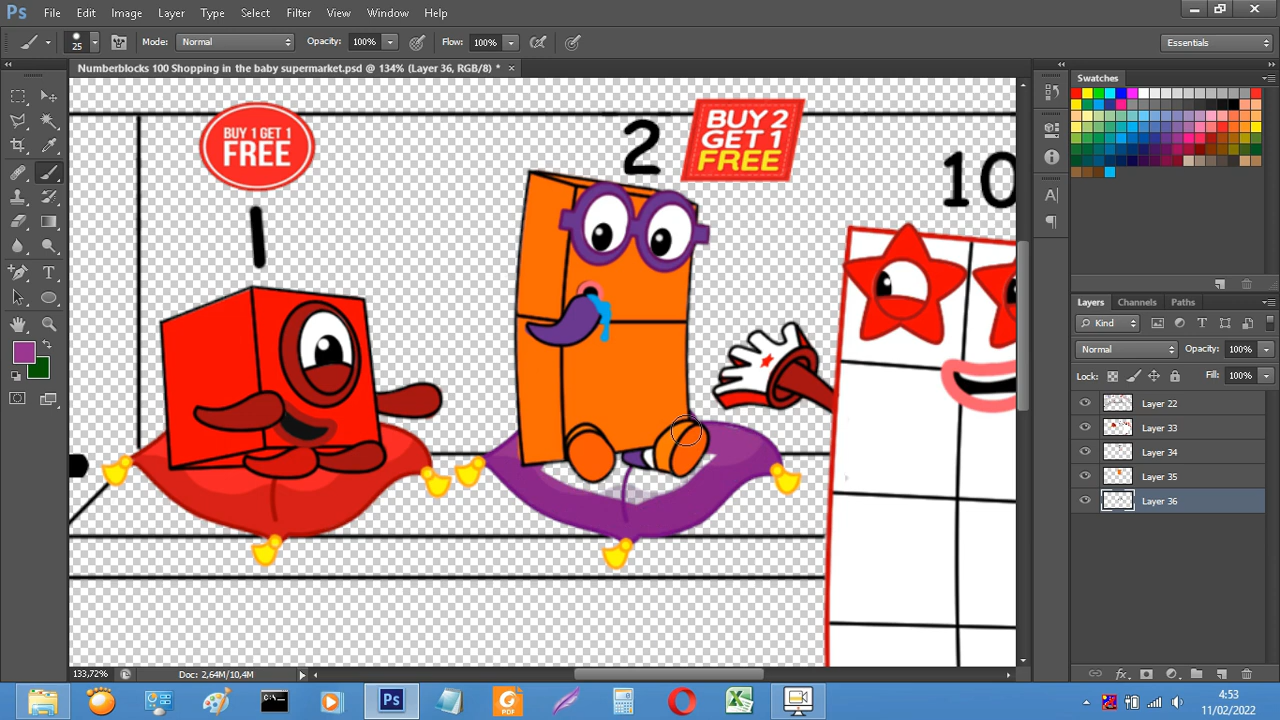 Ps File Edit Image Layer Type Select Filter View Window Help
25 Mode: Normal Opacity: 100% Flow: 100% Essentials
Numberblocks 100 Shopping in the baby supermarket.psd @ 134% (Layer 36, RGB/8) *
Swatches
BUY 1 GET 1
FREE
BUY 2
GET 1
FREE
1
2
10
Layers Channels Paths
Kind
Normal Opacity: 100%
Lock: Fill: 100%
Layer 22
Layer 33
Layer 34
Layer 35
Layer 36
133,72% Doc: 2,64M/10,4M
Ps
PDF
4:53
11/02/2022